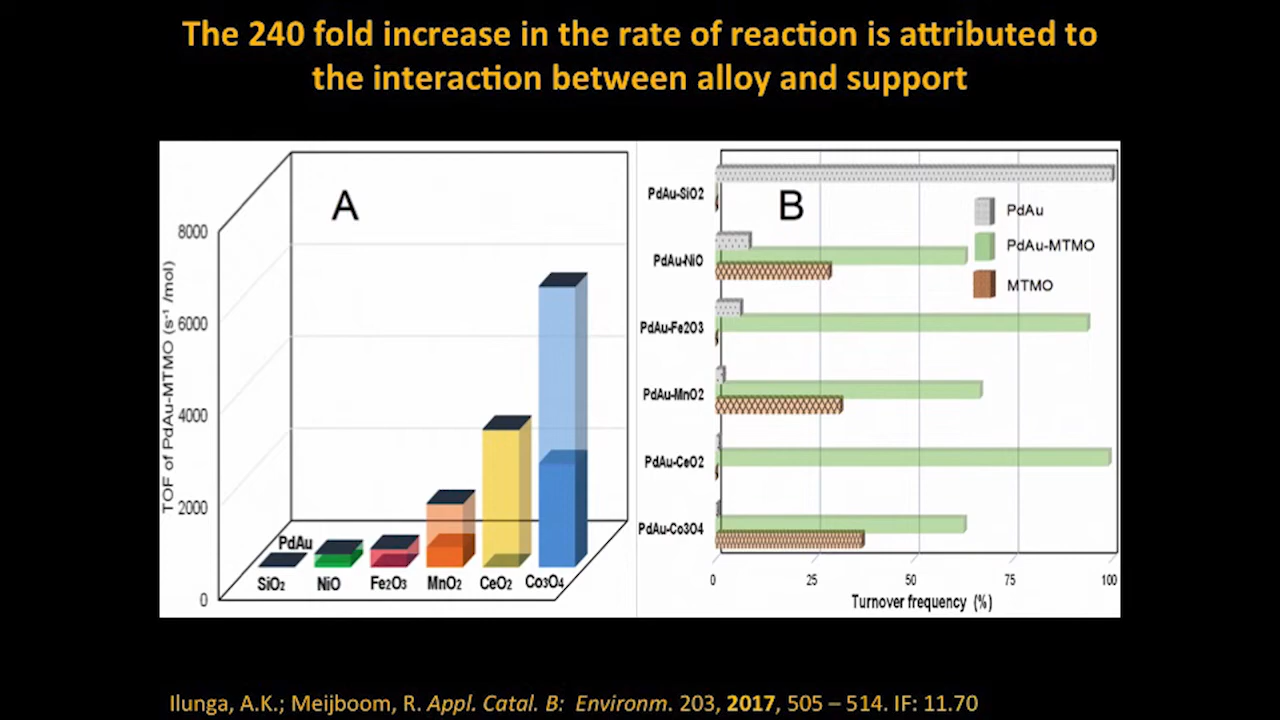 The 240 fold increase in the rate of reaction is attributed to
the interaction between alloy and support
A
TOF of PdAu-MTMO (s⁻¹ /mol)
8000
6000
4000
2000
0
PdAu
SiO₂ NiO Fe₂O₃ MnO₂ CeO₂ Co₃O₄
B
PdAu-SiO2
PdAu-NiO
PdAu-Fe2O3
PdAu-MnO2
PdAu-CeO2
PdAu-Co3O4
PdAu
PdAu-MTMO
MTMO
0 25 50 75 100
Turnover frequency (%)
Ilunga, A.K.; Meijboom, R. Appl. Catal. B: Environm. 203, 2017, 505 – 514. IF: 11.70